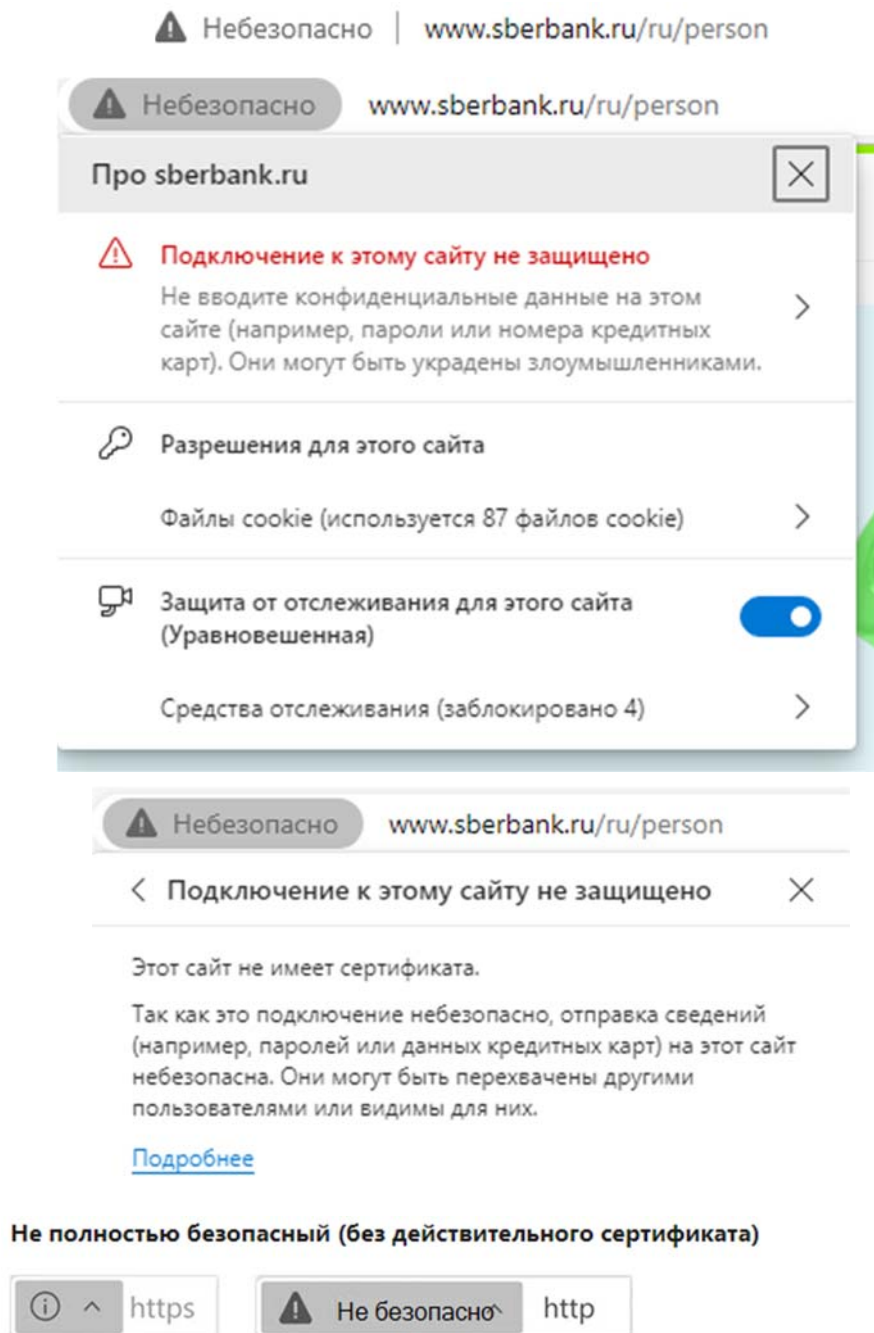 Небезопасно | www.sberbank.ru/ru/person
Небезопасно www.sberbank.ru/ru/person
Про sberbank.ru
Подключение к этому сайту не защищено
Не вводите конфиденциальные данные на этом
сайте (например, пароли или номера кредитных
карт). Они могут быть украдены злоумышленниками.
Разрешения для этого сайта
Файлы cookie (используется 87 файлов cookie)
Защита от отслеживания для этого сайта
(Уравновешенная)
Средства отслеживания (заблокировано 4)
Небезопасно www.sberbank.ru/ru/person
Подключение к этому сайту не защищено
Этот сайт не имеет сертификата.
Так как это подключение небезопасно, отправка сведений
(например, паролей или данных кредитных карт) на этот сайт
небезопасна. Они могут быть перехвачены другими
пользователями или видимы для них.
Подробнее
Не полностью безопасный (без действительного сертификата)
https Не безопасно http